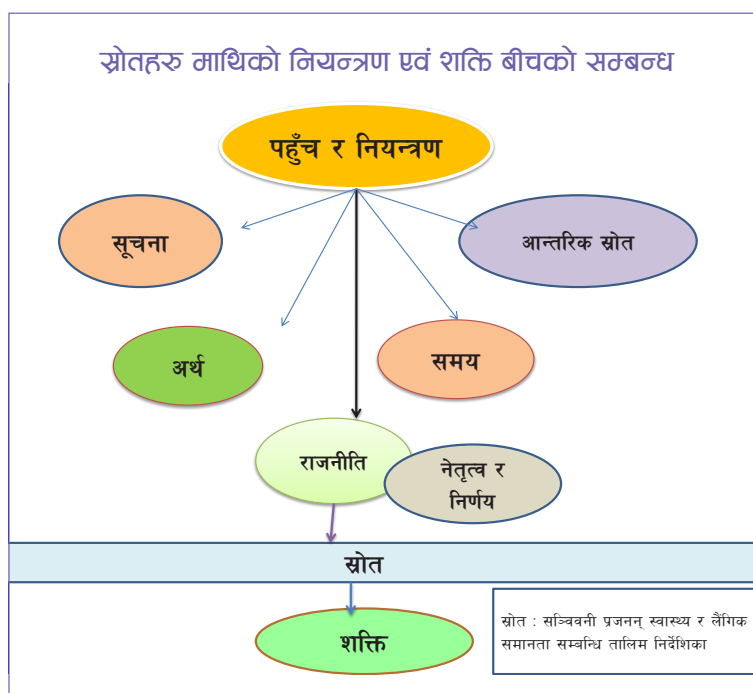 स्रोतहरु माथिको नियन्त्रण एवं शक्ति बीचको सम्बन्ध
पहुँच र नियन्त्रण
सूचना
आन्तरिक स्रोत
अर्थ
समय
राजनीति
नेतृत्व र
निर्णय
स्रोत
शक्ति
स्रोत : सञ्विवनी प्रजनन् स्वास्थ्य र लैंगिक
समानता सम्बन्धि तालिम निर्देशिका